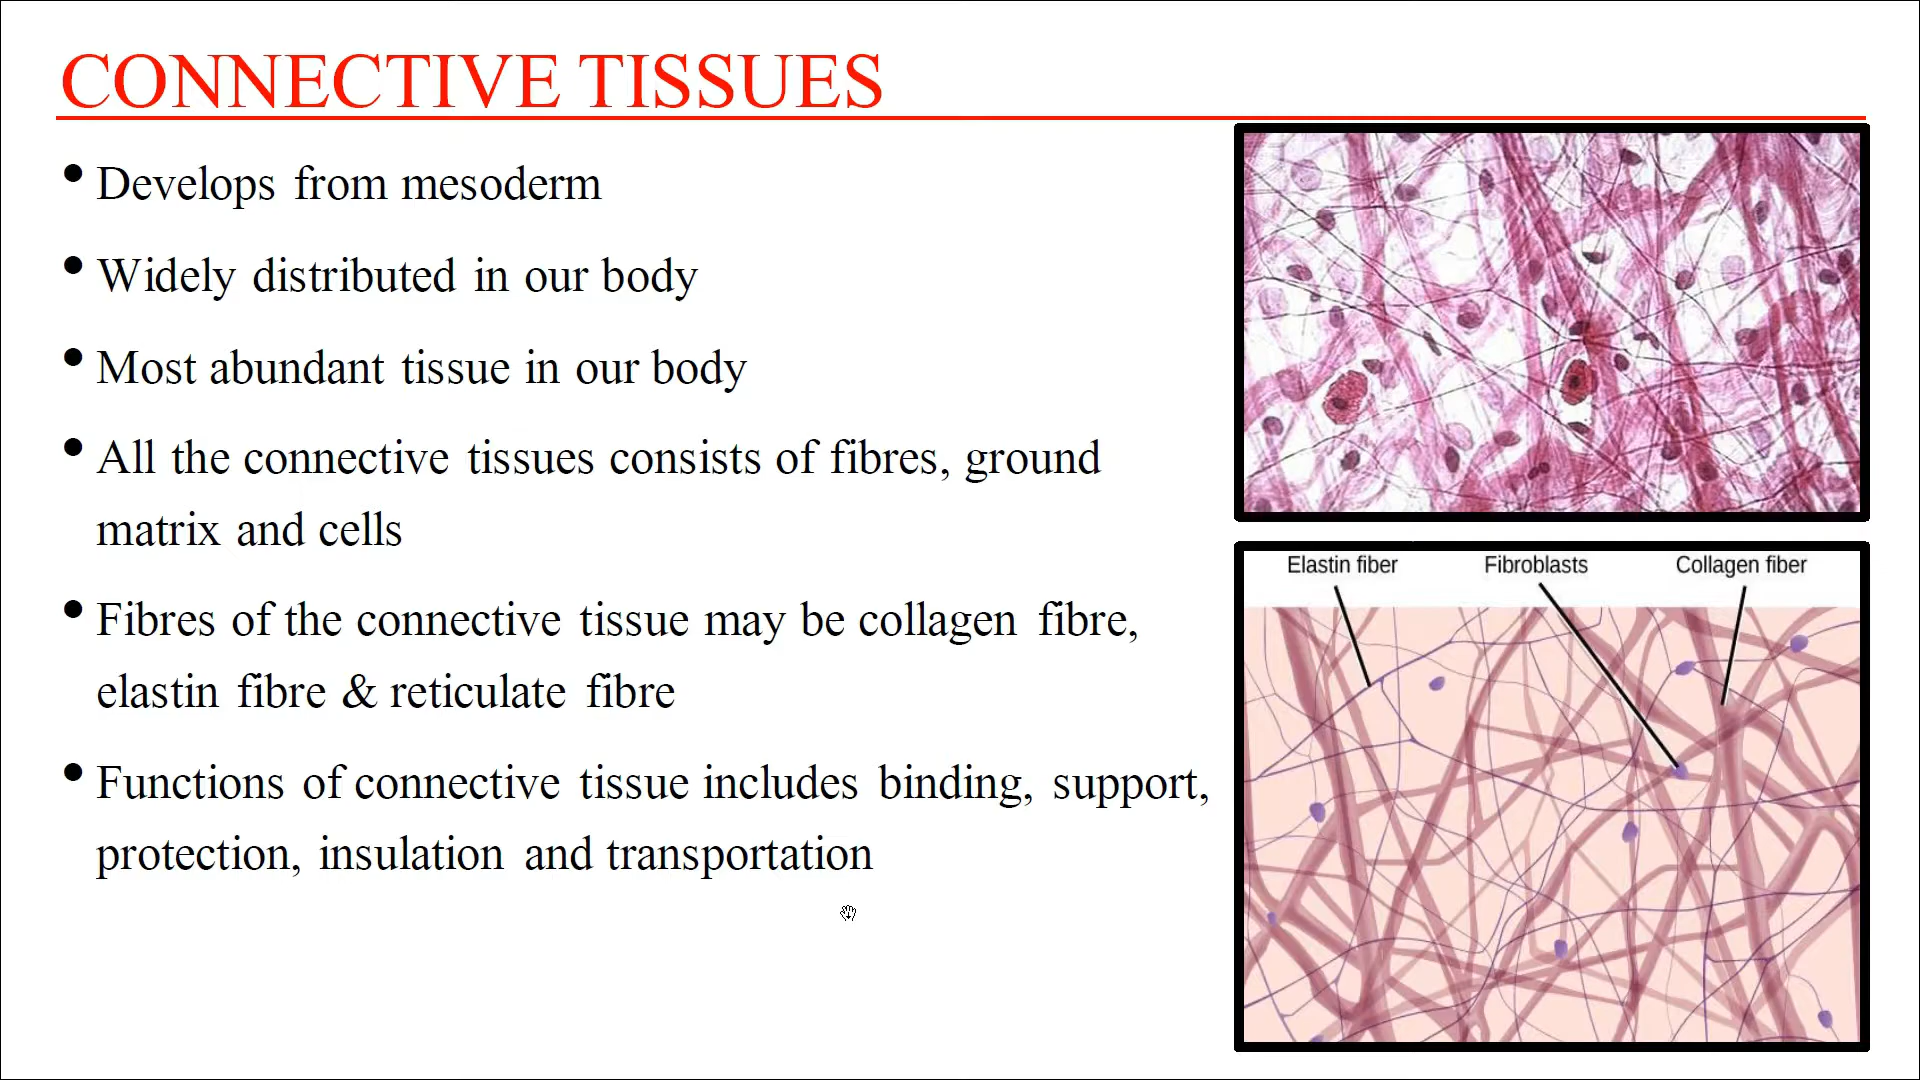 CONNECTIVE TISSUES
• Develops from mesoderm
• Widely distributed in our body
• Most abundant tissue in our body
• All the connective tissues consists of fibres, ground
matrix and cells
• Fibres of the connective tissue may be collagen fibre,
elastin fibre & reticulate fibre
• Functions of connective tissue includes binding, support,
protection, insulation and transportation
Elastin fiber
Fibroblasts
Collagen fiber